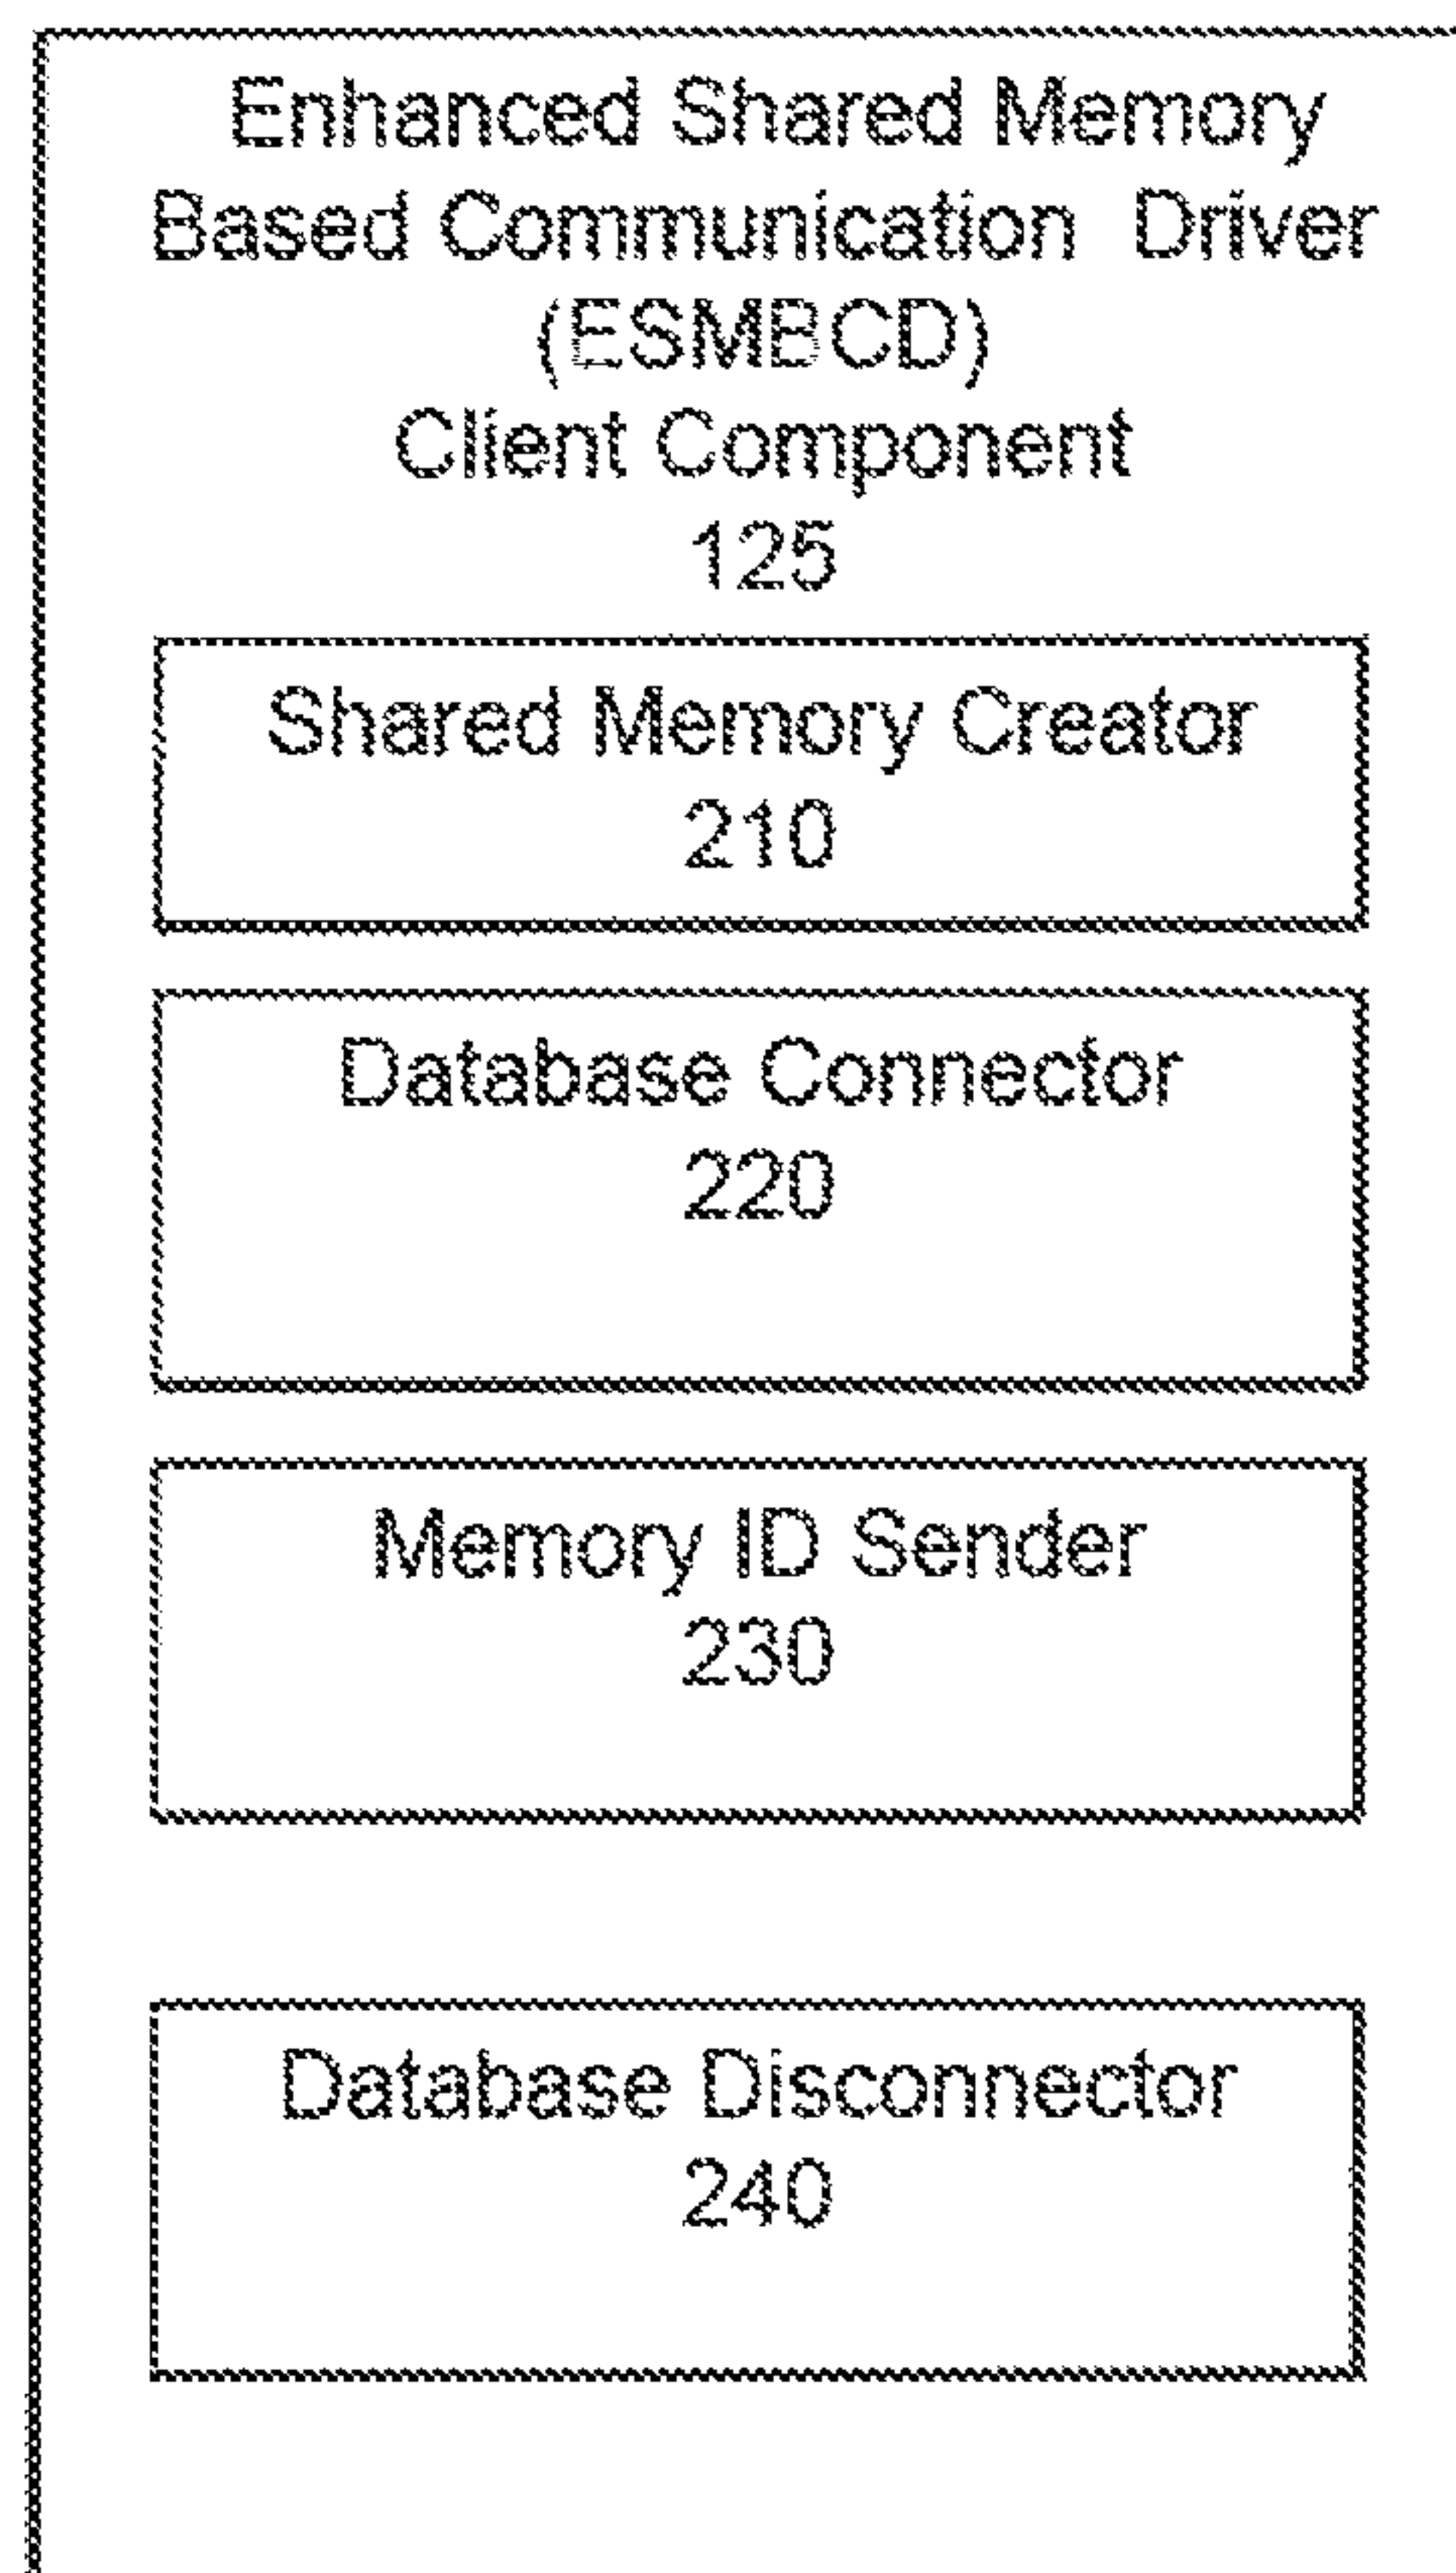 Enhanced Shared Memory
Based Communication Driver
(ESMBCD)
Client Component
125
Shared Memory Creator
210
Database Connector
220
Memory ID Sender
230
Database Disconnector
240